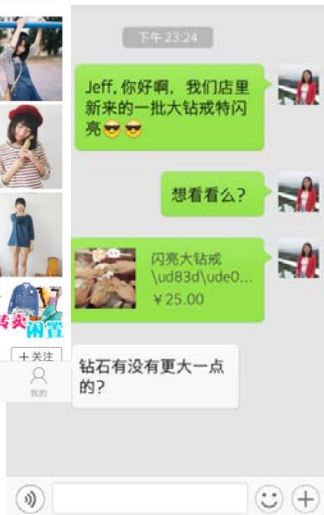 下午 23:24
Jeff, 你好啊, 我们店里
新来的一批大钻戒特闪
亮😎😎
想看看么?
闪亮大钻戒
\ud83d\ude0...
￥25.00
钻石有没有更大一点
的?
转卖
闲置
+ 关注
我的